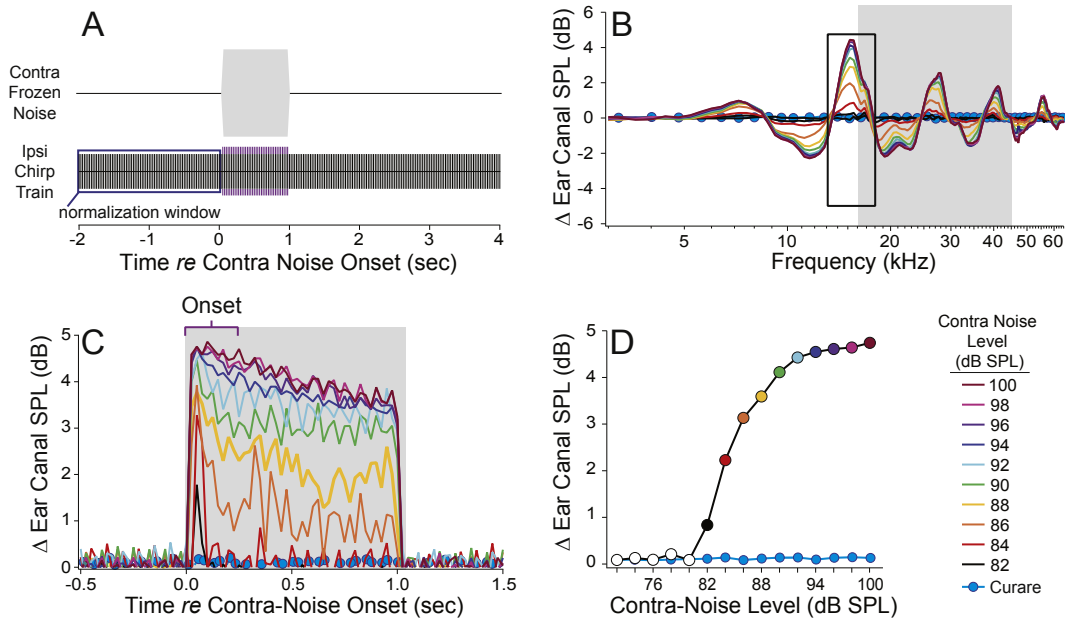 A
Contra
Frozen
Noise
Ipsi
Chirp
Train
normalization window
-2 -1 0 1 2 3 4
Time re Contra Noise Onset (sec)
B
Δ Ear Canal SPL (dB)
6
4
2
0
-2
-4
-6
5 10 20 30 40 50 60
Frequency (kHz)
Onset
C
Δ Ear Canal SPL (dB)
5
4
3
2
1
0
-0.5 0.0 0.5 1.0 1.5
Time re Contra-Noise Onset (sec)
D
Δ Ear Canal SPL (dB)
5
4
3
2
1
0
76 82 88 94 100
Contra-Noise Level (dB SPL)
Contra Noise
Level
(dB SPL)
100
98
96
94
92
90
88
86
84
82
Curare